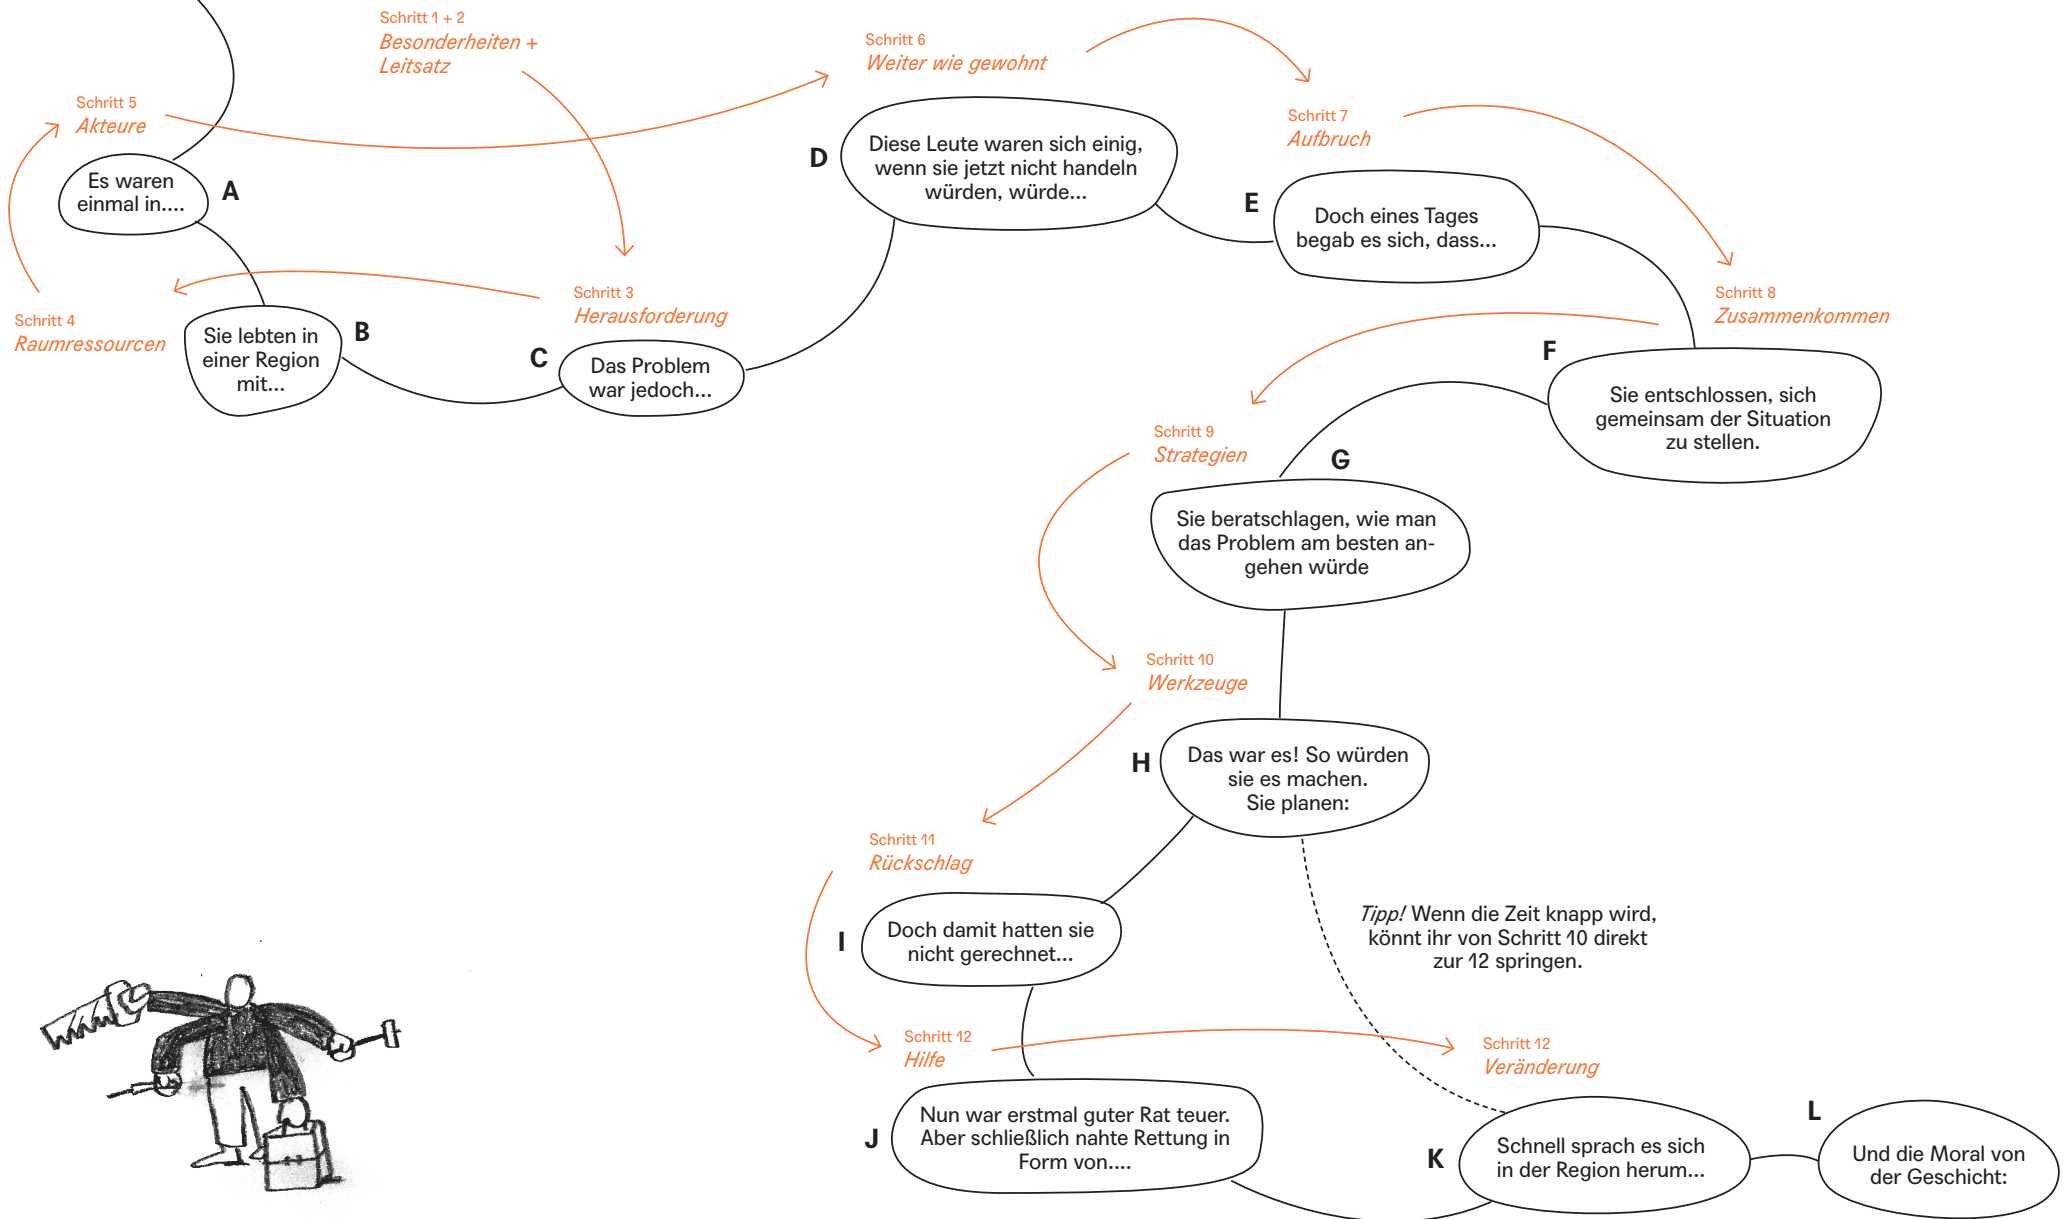 Schritt 1 + 2
Besonderheiten +
Leitsatz
Schritt 5
Akteure
Es waren
einmal in....
A
Schritt 4
Raumressourcen
Sie lebten in
einer Region
mit...
B
Schritt 3
Herausforderung
C
Das Problem
war jedoch...
Schritt 6
Weiter wie gewohnt
D
Diese Leute waren sich einig,
wenn sie jetzt nicht handeln
würden, würde...
Schritt 7
Aufbruch
E
Doch eines Tages
begab es sich, dass...
Schritt 8
Zusammenkommen
F
Sie entschlossen, sich
gemeinsam der Situation
zu stellen.
Schritt 9
Strategien
G
Sie beratschlagen, wie man
das Problem am besten an-
gehen würde
Schritt 10
Werkzeuge
H
Das war es! So würden
sie es machen.
Sie planen:
Schritt 11
Rückschlag
I
Doch damit hatten sie
nicht gerechnet...
Tipp! Wenn die Zeit knapp wird,
könnt ihr von Schritt 10 direkt
zur 12 springen.
Schritt 12
Hilfe
J
Nun war erstmal guter Rat teuer.
Aber schließlich nahte Rettung in
Form von....
Schritt 12
Veränderung
K
Schnell sprach es sich
in der Region herum...
L
Und die Moral von
der Geschicht: